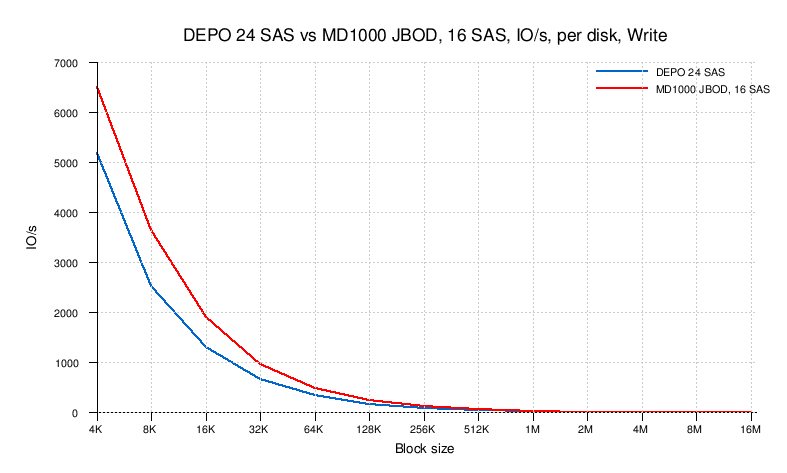 DEPO 24 SAS vs MD1000 JBOD, 16 SAS, IO/s, per disk, Write
DEPO 24 SAS
MD1000 JBOD, 16 SAS
7000
6000
5000
4000
3000
2000
1000
0
IO/s
4K 8K 16K 32K 64K 128K 256K 512K 1M 2M 4M 8M 16M
Block size